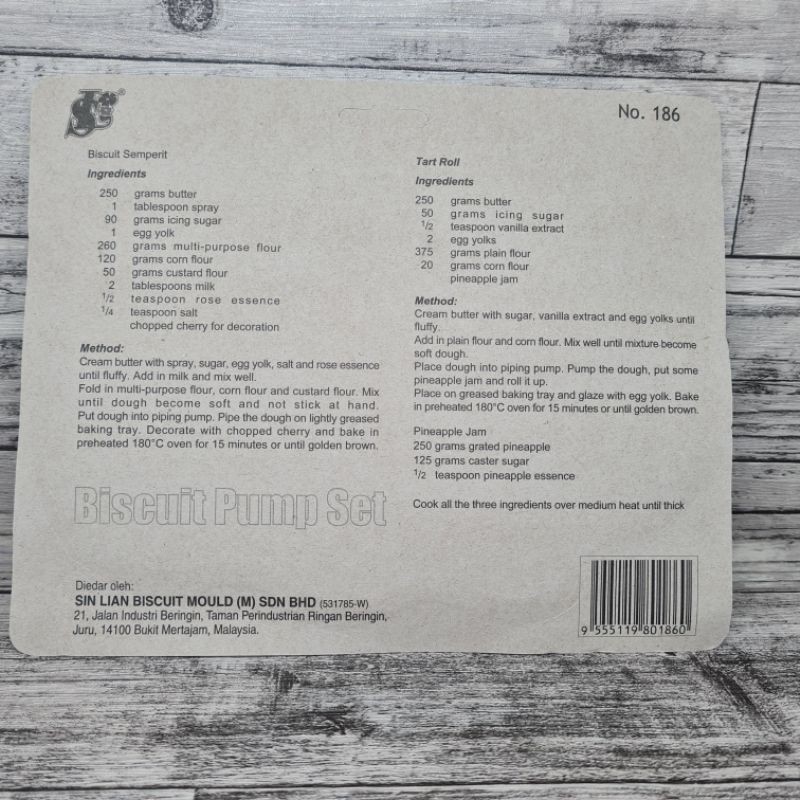 No. 186
Biscuit Semperit
Ingredients
250 grams butter
1 tablespoon spray
90 grams icing sugar
1 egg yolk
260 grams multi-purpose flour
120 grams corn flour
50 grams custard flour
2 tablespoons milk
1/2 teaspoon rose essence
1/4 teaspoon salt
chopped cherry for decoration
Method:
Cream butter with spray, sugar, egg yolk, salt and rose essence
until fluffy. Add in milk and mix well.
Fold in multi-purpose flour, corn flour and custard flour. Mix
until dough become soft and not stick at hand.
Put dough into piping pump. Pipe the dough on lightly greased
baking tray. Decorate with chopped cherry and bake in
preheated 180°C oven for 15 minutes or until golden brown.
Biscuit Pump Set
Diedar oleh:
SIN LIAN BISCUIT MOULD (M) SDN BHD (531785-W)
21, Jalan Industri Beringin, Taman Perindustrian Ringan Beringin,
Juru, 14100 Bukit Mertajam, Malaysia.
Tart Roll
Ingredients
250 grams butter
50 grams icing sugar
1/2 teaspoon vanilla extract
2 egg yolks
375 grams plain flour
20 grams corn flour
pineapple jam
Method:
Cream butter with sugar, vanilla extract and egg yolks until
fluffy.
Add in plain flour and corn flour. Mix well until mixture become
soft dough.
Place dough into piping pump. Pump the dough, put some
pineapple jam and roll it up.
Place on greased baking tray and glaze with egg yolk. Bake
in preheated 180°C oven for 15 minutes or until golden brown.
Pineapple Jam
250 grams grated pineapple
125 grams caster sugar
1/2 teaspoon pineapple essence
Cook all the three ingredients over medium heat until thick
9 555119 801860